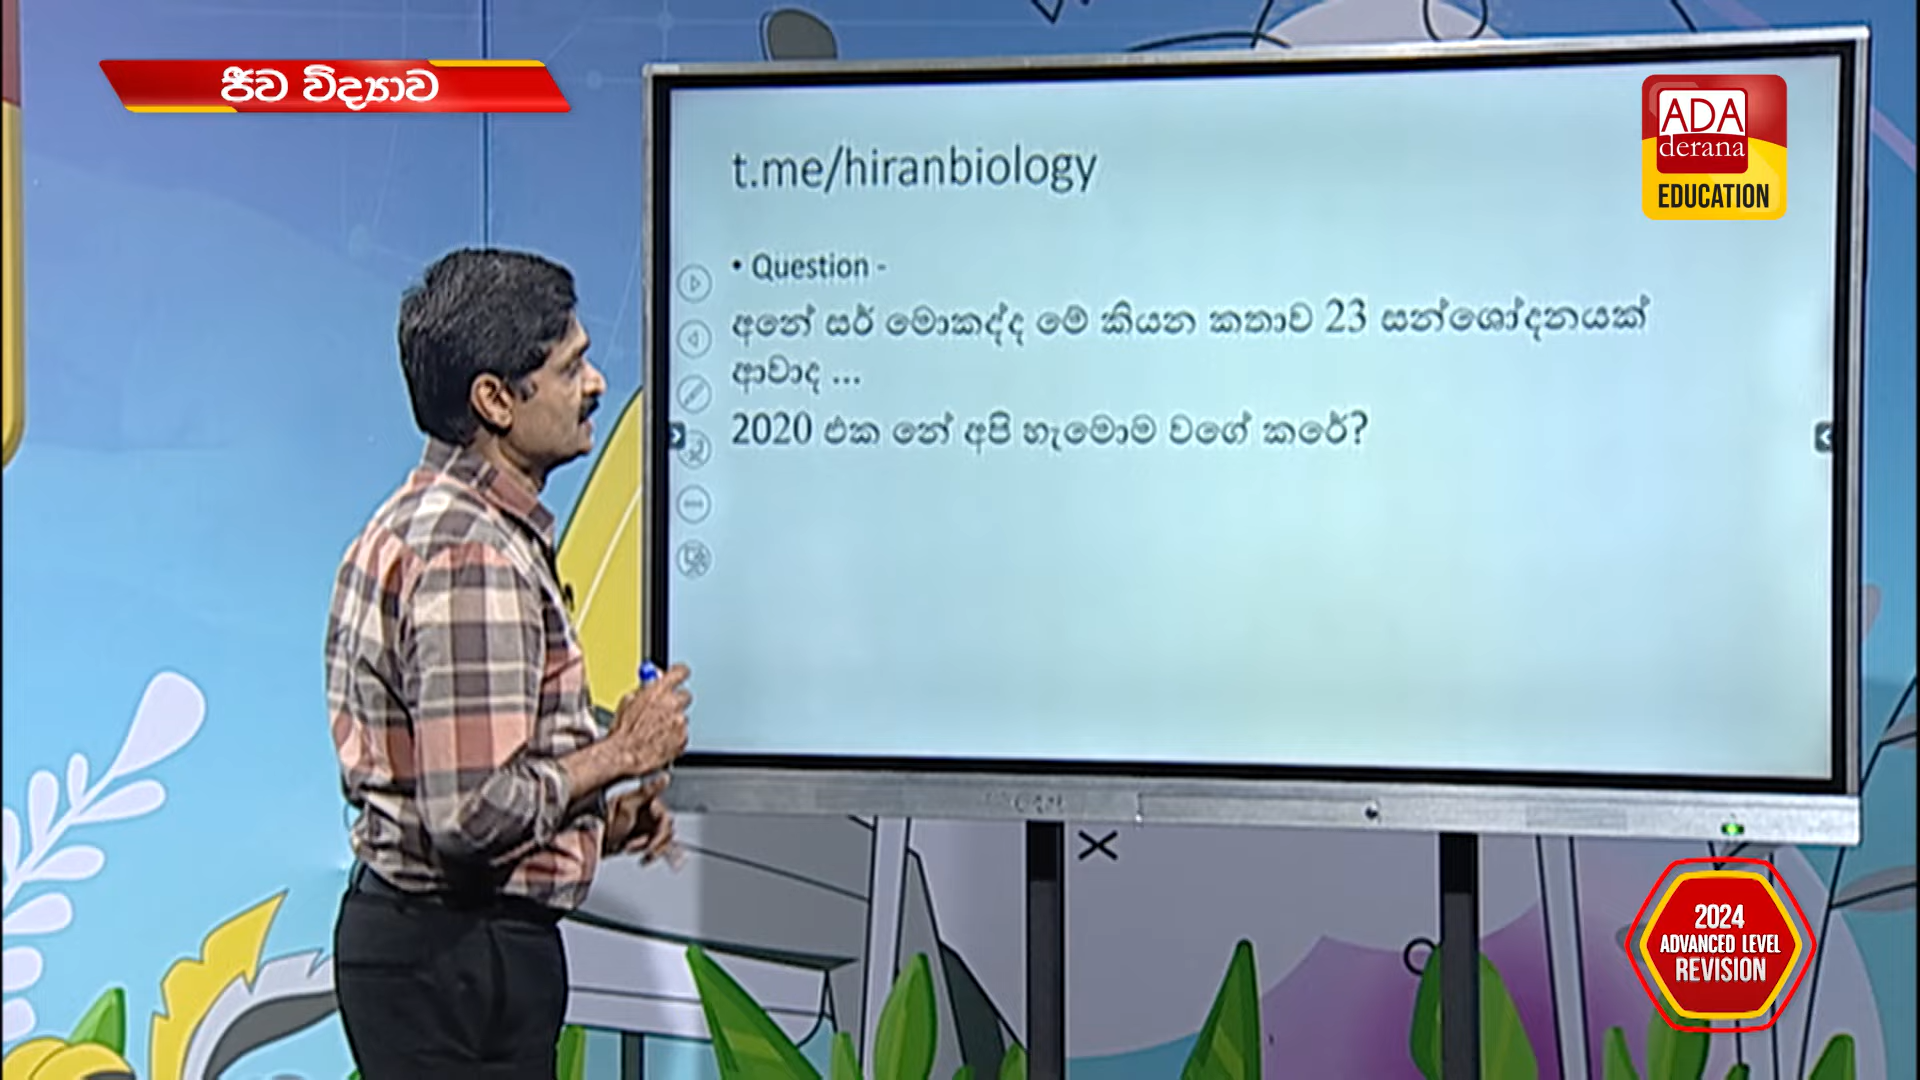 ජීව විද්‍යාව
ADA
derana
EDUCATION
t.me/hiranbiology
• Question -
අනේ සර් මොකද්ද මේ කියන කතාව 23 සන්ශෝදනයක්
ආවාද ...
2020 එක නේ අපි හැමොම වගේ කරේ?
2024
ADVANCED LEVEL
REVISION